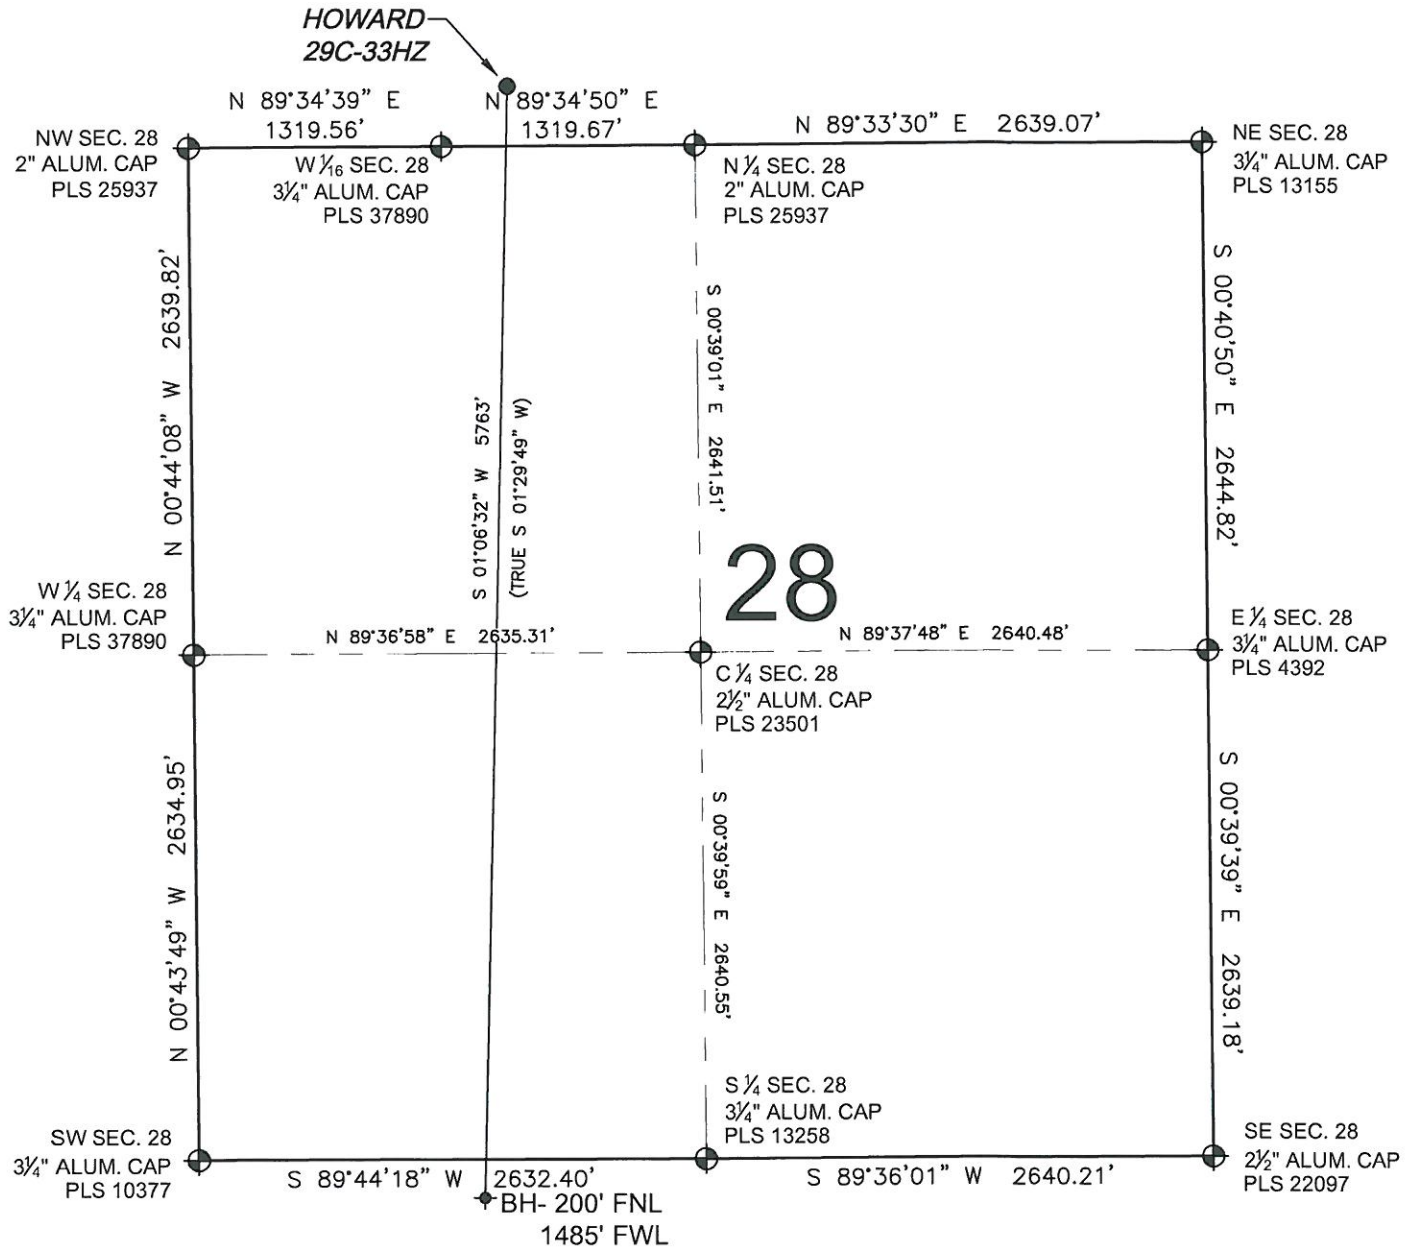 HOWARD
29C-33HZ
N 89°34'39" E
1319.56'
N 89°34'50" E
1319.67'
N 89°33'30" E 2639.07'
NW SEC. 28
2" ALUM. CAP
PLS 25937
W 1/16 SEC. 28
3¼" ALUM. CAP
PLS 37890
N ¼ SEC. 28
2" ALUM. CAP
PLS 25937
NE SEC. 28
3¼" ALUM. CAP
PLS 13155
N 00°44'08" W 2639.82'
S 01°06'32" W 5763'
(TRUE S 01°29'49" W)
S 00°39'01" E 2641.51'
S 00°40'50" E 2644.82'
28
W ¼ SEC. 28
3¼" ALUM. CAP
PLS 37890
N 89°36'58" E 2635.31'
N 89°37'48" E 2640.48'
E ¼ SEC. 28
3¼" ALUM. CAP
PLS 4392
C ¼ SEC. 28
2½" ALUM. CAP
PLS 23501
N 00°43'49" W 2634.95'
S 00°39'59" E 2640.55'
S 00°39'39" E 2639.18'
S ¼ SEC. 28
3¼" ALUM. CAP
PLS 13258
SW SEC. 28
3¼" ALUM. CAP
PLS 10377
SE SEC. 28
2½" ALUM. CAP
PLS 22097
S 89°44'18" W 2632.40'
S 89°36'01" W 2640.21'
BH- 200' FNL
1485' FWL